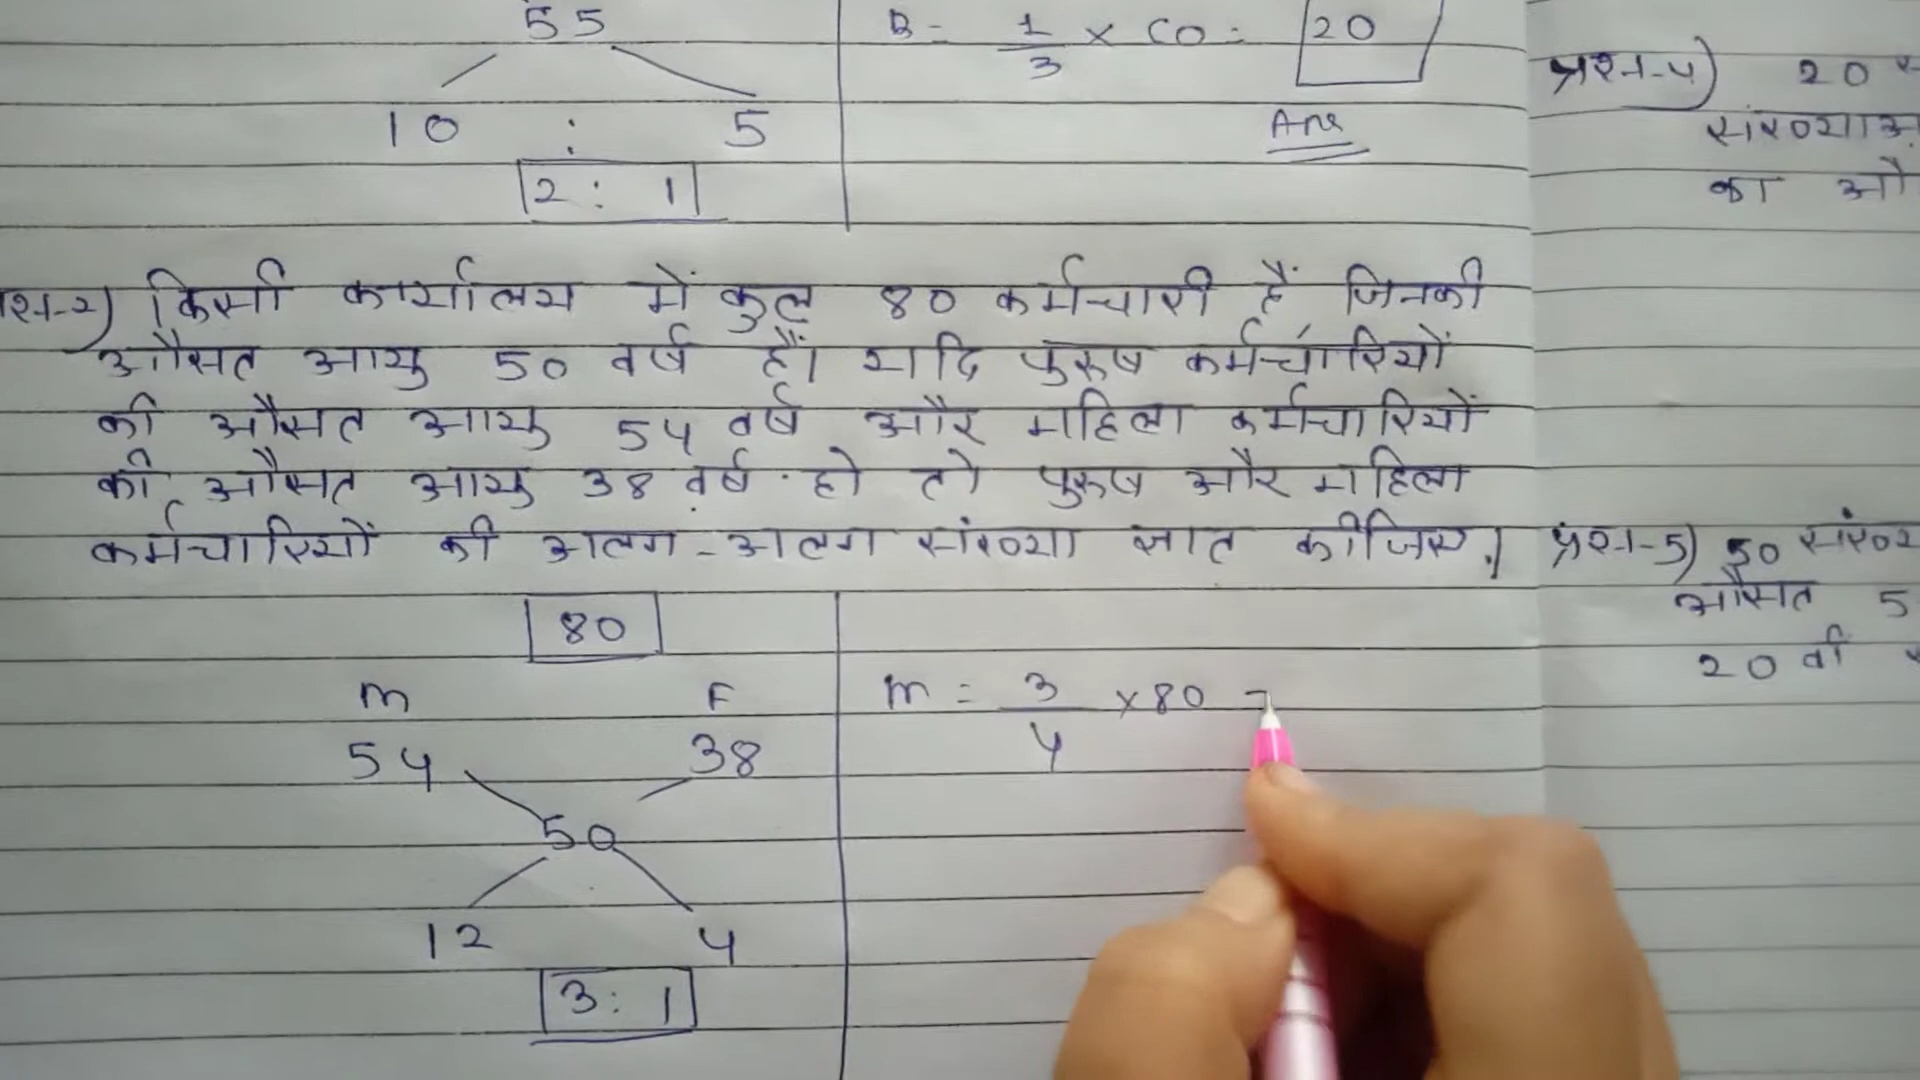 55
10 : 5
2 : 1
B = 1/3 × 60 = 20
Ans
प्रश्न-2) किसी कार्यालय में कुल 80 कर्मचारी हैं जिनकी
औसत आयु 50 वर्ष हैं। यदि पुरुष कर्मचारियों
की औसत आयु 54 वर्ष और महिला कर्मचारियों
की औसत आयु 38 वर्ष हो तो पुरुष और महिला
कर्मचारियों की अलग-अलग संख्या ज्ञात कीजिए।
80
M F
54 38
50
12 4
3 : 1
M = 3/4 × 80 =
प्रश्न-4) 20
का औ
प्रश्न-5) 50
औसत 5
20 वी